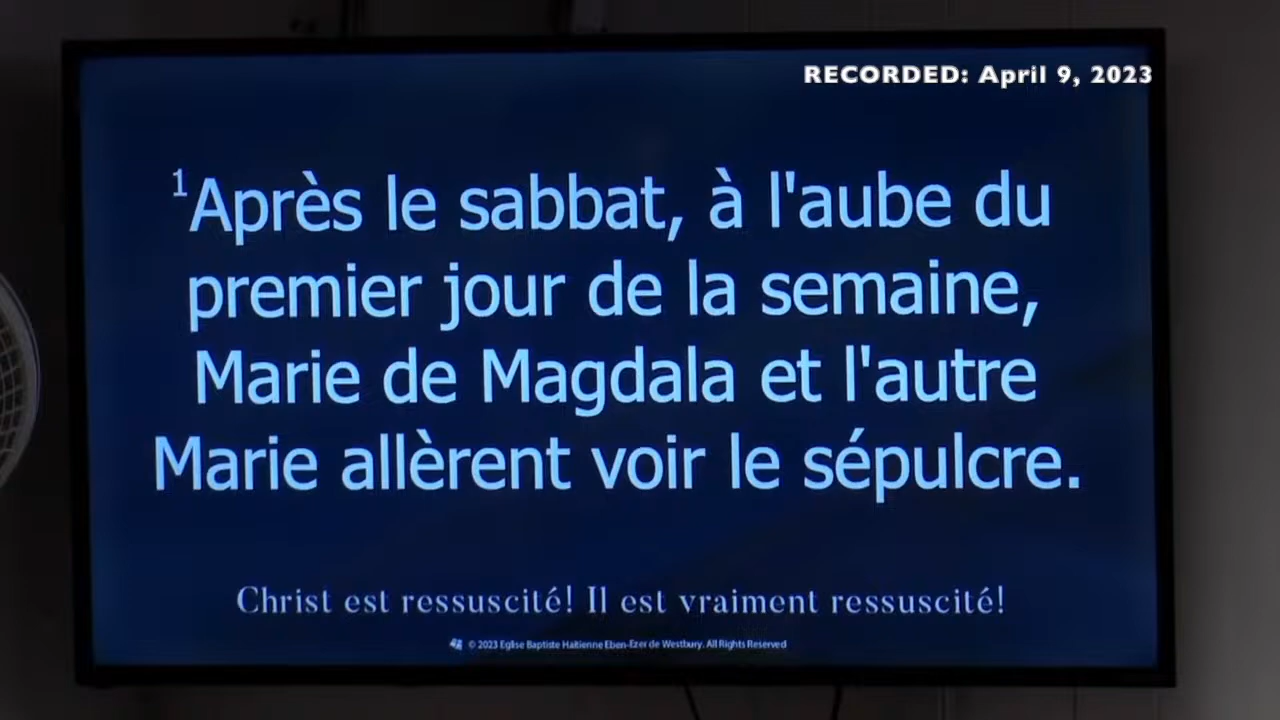 RECORDED: April 9, 2023
¹Après le sabbat, à l'aube du
premier jour de la semaine,
Marie de Magdala et l'autre
Marie allèrent voir le sépulcre.
Christ est ressuscité! Il est vraiment ressuscité!
© 2023 Eglise Baptiste Haitienne Eben-Ezer de Westbury. All Rights Reserved